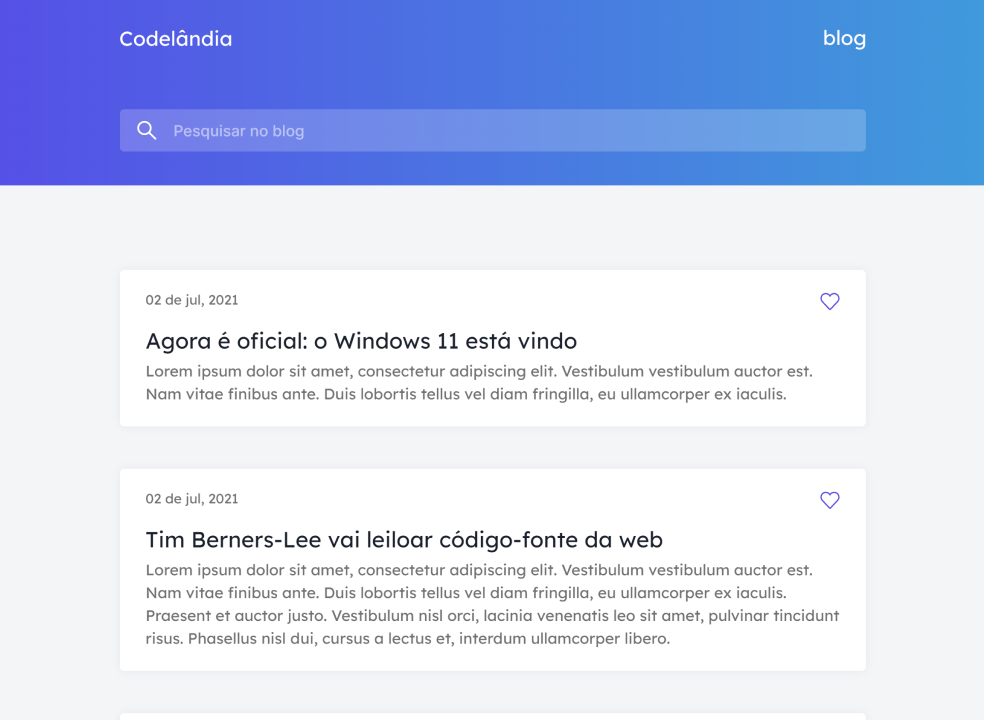 Codelândia
blog
Pesquisar no blog
02 de jul, 2021
Agora é oficial: o Windows 11 está vindo
Lorem ipsum dolor sit amet, consectetur adipiscing elit. Vestibulum vestibulum auctor est.
Nam vitae finibus ante. Duis lobortis tellus vel diam fringilla, eu ullamcorper ex iaculis.
02 de jul, 2021
Tim Berners-Lee vai leiloar código-fonte da web
Lorem ipsum dolor sit amet, consectetur adipiscing elit. Vestibulum vestibulum auctor est.
Nam vitae finibus ante. Duis lobortis tellus vel diam fringilla, eu ullamcorper ex iaculis.
Praesent et auctor justo. Vestibulum nisl orci, lacinia venenatis leo sit amet, pulvinar tincidunt
risus. Phasellus nisl dui, cursus a lectus et, interdum ullamcorper libero.